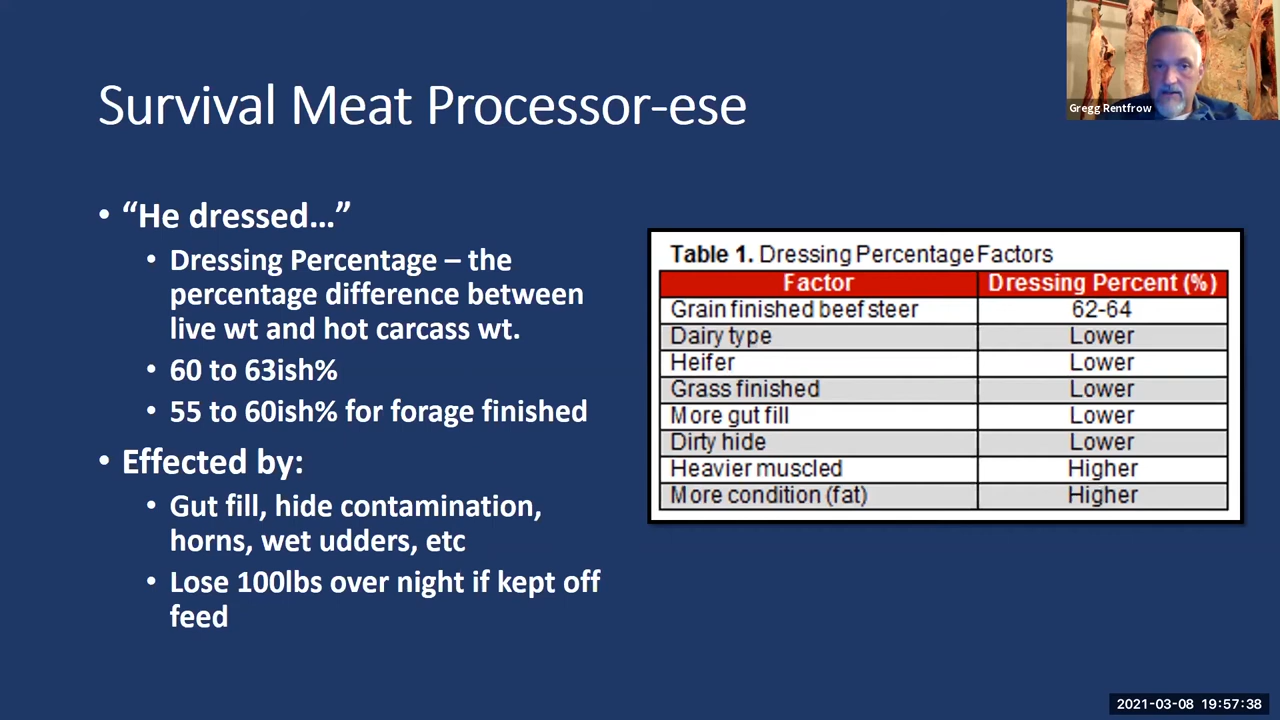 Survival Meat Processor-ese
Gregg Rentfrow
• “He dressed…”
• Dressing Percentage – the
percentage difference between
live wt and hot carcass wt.
• 60 to 63ish%
• 55 to 60ish% for forage finished
• Effected by:
• Gut fill, hide contamination,
horns, wet udders, etc
• Lose 100lbs over night if kept off
feed
Table 1. Dressing Percentage Factors
Factor Dressing Percent (%)
Grain finished beef steer 62-64
Dairy type Lower
Heifer Lower
Grass finished Lower
More gut fill Lower
Dirty hide Lower
Heavier muscled Higher
More condition (fat) Higher
2021-03-08 19:57:38